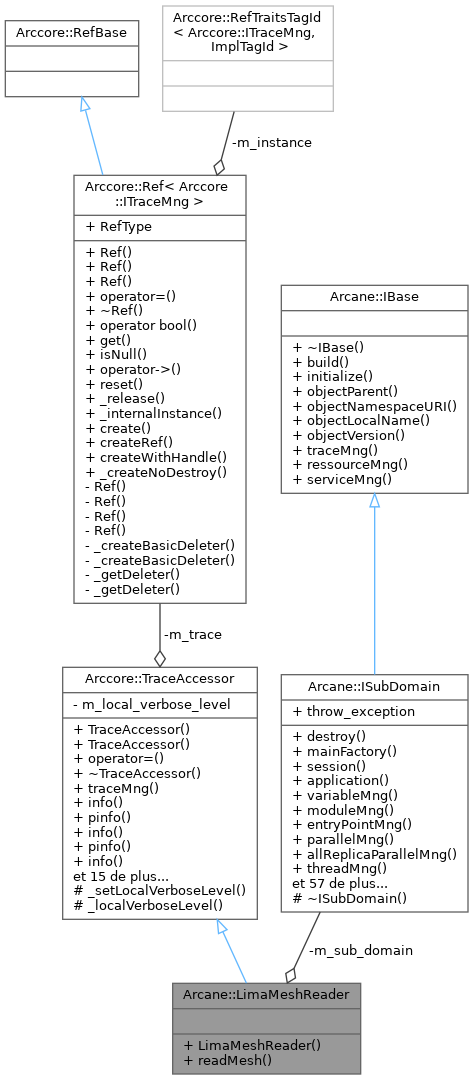 Arccore::RefBase
Arccore::RefTraitsTagId
< Arccore::ITraceMng,
ImplTagId >
-m_instance
Arccore::Ref< Arccore
::ITraceMng >
+ RefType
+ Ref()
+ Ref()
+ Ref()
+ operator=()
+ ~Ref()
+ operator bool()
+ get()
+ isNull()
+ operator->()
+ reset()
+ _release()
+ _internalInstance()
+ create()
+ createRef()
+ createWithHandle()
+ _createNoDestroy()
- Ref()
- Ref()
- Ref()
- Ref()
- _createBasicDeleter()
- _createBasicDeleter()
- _getDeleter()
- _getDeleter()
Arcane::IBase
+ ~IBase()
+ build()
+ initialize()
+ objectParent()
+ objectNamespaceURI()
+ objectLocalName()
+ objectVersion()
+ traceMng()
+ ressourceMng()
+ serviceMng()
-m_trace
Arccore::TraceAccessor
- m_local_verbose_level
+ TraceAccessor()
+ TraceAccessor()
+ operator=()
+ ~TraceAccessor()
+ traceMng()
+ info()
+ pinfo()
+ info()
+ pinfo()
+ info()
et 15 de plus...
# _setLocalVerboseLevel()
# _localVerboseLevel()
Arcane::ISubDomain
+ throw_exception
+ destroy()
+ mainFactory()
+ session()
+ application()
+ variableMng()
+ moduleMng()
+ entryPointMng()
+ parallelMng()
+ allReplicaParallelMng()
+ threadMng()
et 57 de plus...
# ~ISubDomain()
-m_sub_domain
Arcane::LimaMeshReader
+ LimaMeshReader()
+ readMesh()